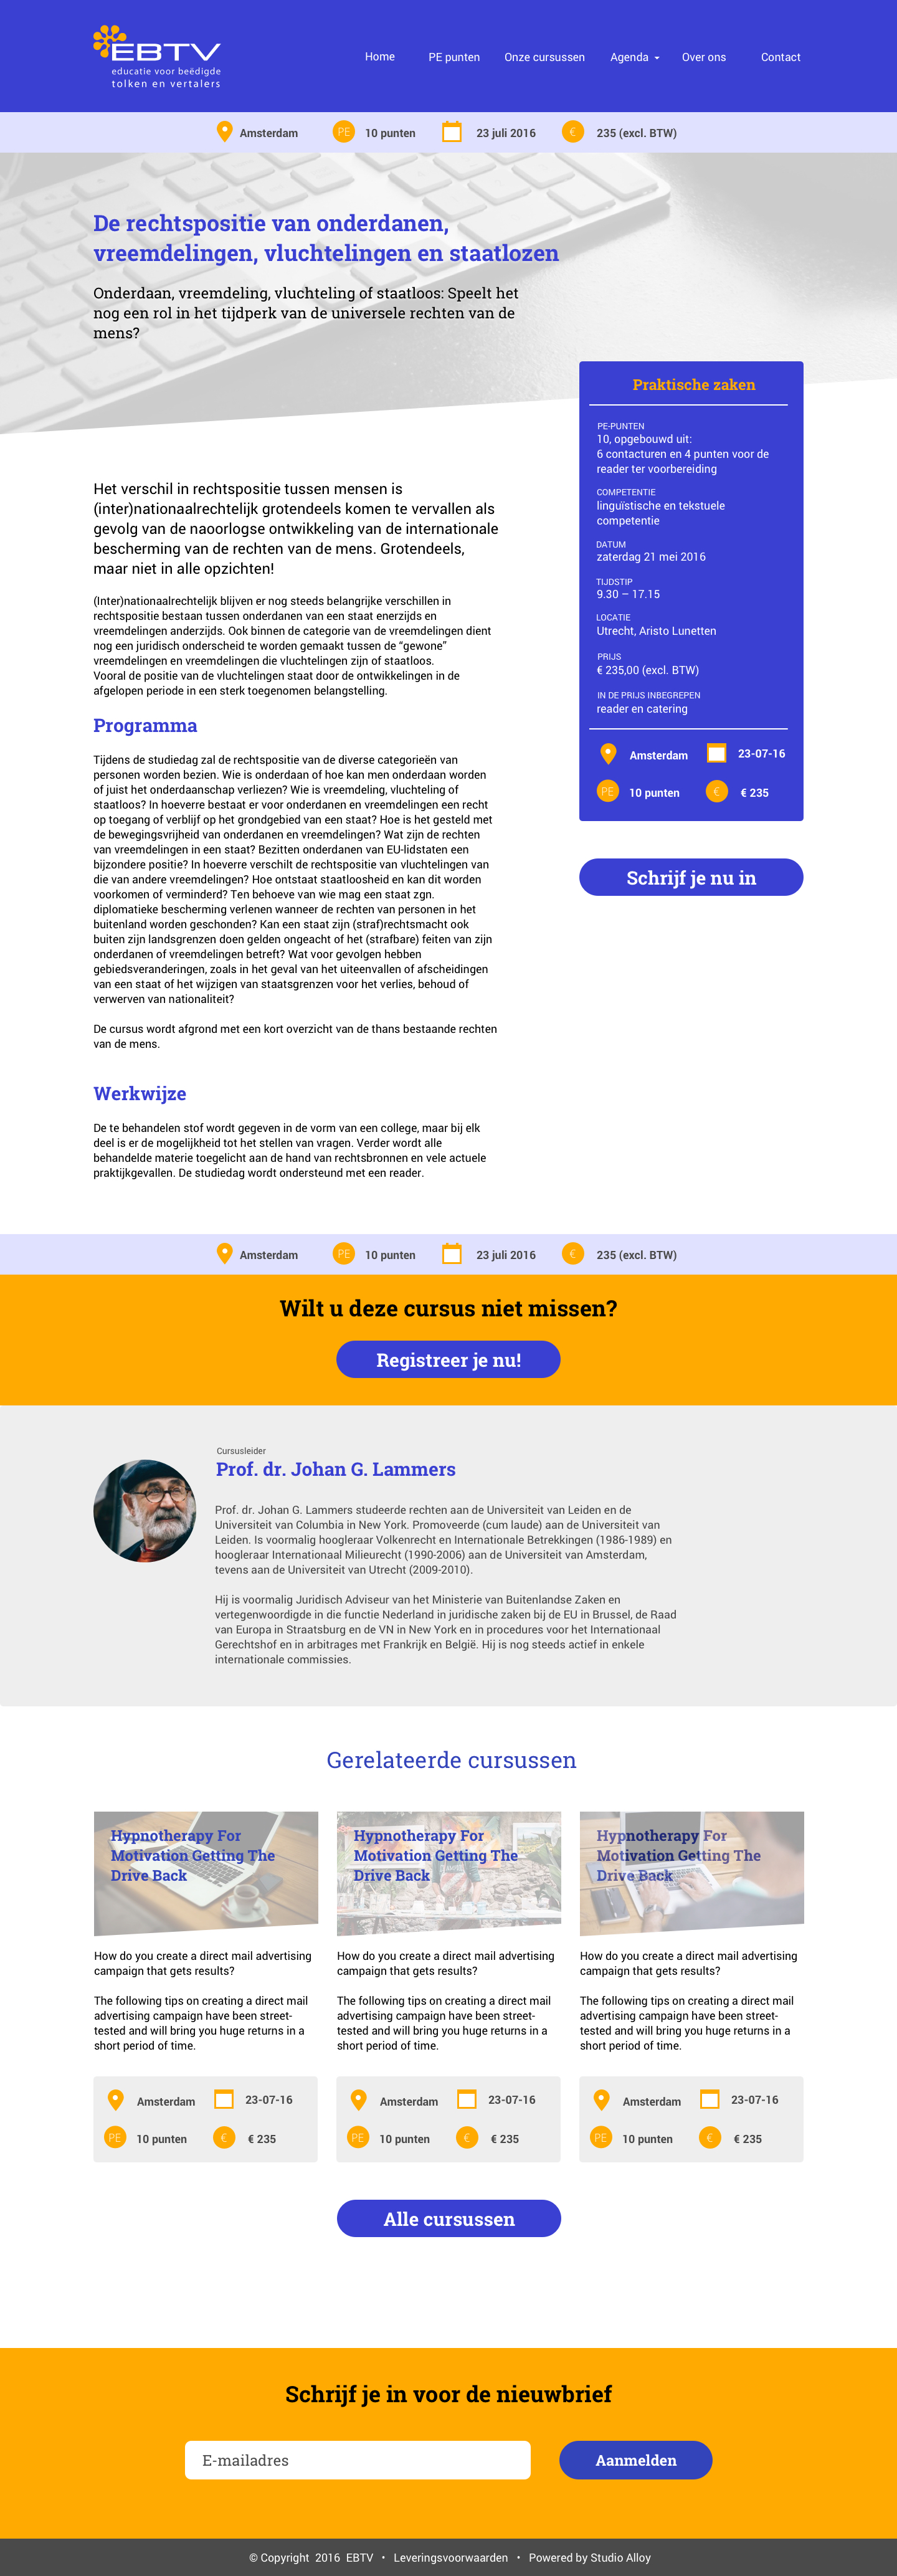 EBTV
educatie voor beëdigde
tolken en vertalers
Home PE punten Onze cursussen Agenda Over ons Contact
Amsterdam PE 10 punten 23 juli 2016 € 235 (excl. BTW)
De rechtspositie van onderdanen,
vreemdelingen, vluchtelingen en staatlozen
Onderdaan, vreemdeling, vluchteling of staatloos: Speelt het
nog een rol in het tijdperk van de universele rechten van de
mens?
Praktische zaken
PE-PUNTEN
10, opgebouwd uit:
6 contacturen en 4 punten voor de
reader ter voorbereiding
COMPETENTIE
linguïstische en tekstuele
competentie
DATUM
zaterdag 21 mei 2016
TIJDSTIP
9.30 – 17.15
LOCATIE
Utrecht, Aristo Lunetten
PRIJS
€ 235,00 (excl. BTW)
IN DE PRIJS INBEGREPEN
reader en catering
Amsterdam 23-07-16
PE 10 punten € € 235
Schrijf je nu in
Het verschil in rechtspositie tussen mensen is
(inter)nationaalrechtelijk grotendeels komen te vervallen als
gevolg van de naoorlogse ontwikkeling van de internationale
bescherming van de rechten van de mens. Grotendeels,
maar niet in alle opzichten!
(Inter)nationaalrechtelijk blijven er nog steeds belangrijke verschillen in
rechtspositie bestaan tussen onderdanen van een staat enerzijds en
vreemdelingen anderzijds. Ook binnen de categorie van de vreemdelingen dient
nog een juridisch onderscheid te worden gemaakt tussen de “gewone”
vreemdelingen en vreemdelingen die vluchtelingen zijn of staatloos.
Vooral de positie van de vluchtelingen staat door de ontwikkelingen in de
afgelopen periode in een sterk toegenomen belangstelling.
Programma
Tijdens de studiedag zal de rechtspositie van de diverse categorieën van
personen worden bezien. Wie is onderdaan of hoe kan men onderdaan worden
of juist het onderdaanschap verliezen? Wie is vreemdeling, vluchteling of
staatloos? In hoeverre bestaat er voor onderdanen en vreemdelingen een recht
op toegang of verblijf op het grondgebied van een staat? Hoe is het gesteld met
de bewegingsvrijheid van onderdanen en vreemdelingen? Wat zijn de rechten
van vreemdelingen in een staat? Bezitten onderdanen van EU-lidstaten een
bijzondere positie? In hoeverre verschilt de rechtspositie van vluchtelingen van
die van andere vreemdelingen? Hoe ontstaat staatloosheid en kan dit worden
voorkomen of verminderd? Ten behoeve van wie mag een staat zgn.
diplomatieke bescherming verlenen wanneer de rechten van personen in het
buitenland worden geschonden? Kan een staat zijn (straf)rechtsmacht ook
buiten zijn landsgrenzen doen gelden ongeacht of het (strafbare) feiten van zijn
onderdanen of vreemdelingen betreft? Wat voor gevolgen hebben
gebiedsveranderingen, zoals in het geval van het uiteenvallen of afscheidingen
van een staat of het wijzigen van staatsgrenzen voor het verlies, behoud of
verwerven van nationaliteit?
De cursus wordt afgrond met een kort overzicht van de thans bestaande rechten
van de mens.
Werkwijze
De te behandelen stof wordt gegeven in de vorm van een college, maar bij elk
deel is er de mogelijkheid tot het stellen van vragen. Verder wordt alle
behandelde materie toegelicht aan de hand van rechtsbronnen en vele actuele
praktijkgevallen. De studiedag wordt ondersteund met een reader.
Amsterdam PE 10 punten 23 juli 2016 € 235 (excl. BTW)
Wilt u deze cursus niet missen?
Registreer je nu!
Cursusleider
Prof. dr. Johan G. Lammers
Prof. dr. Johan G. Lammers studeerde rechten aan de Universiteit van Leiden en de
Universiteit van Columbia in New York. Promoveerde (cum laude) aan de Universiteit van
Leiden. Is voormalig hoogleraar Volkenrecht en Internationale Betrekkingen (1986-1989) en
hoogleraar Internationaal Milieurecht (1990-2006) aan de Universiteit van Amsterdam,
tevens aan de Universiteit van Utrecht (2009-2010).
Hij is voormalig Juridisch Adviseur van het Ministerie van Buitenlandse Zaken en
vertegenwoordigde in die functie Nederland in juridische zaken bij de EU in Brussel, de Raad
van Europa in Straatsburg en de VN in New York en in procedures voor het Internationaal
Gerechtshof en in arbitrages met Frankrijk en België. Hij is nog steeds actief in enkele
internationale commissies.
Gerelateerde cursussen
Hypnotherapy For
Motivation Getting The
Drive Back
How do you create a direct mail advertising
campaign that gets results?
The following tips on creating a direct mail
advertising campaign have been street-
tested and will bring you huge returns in a
short period of time.
Amsterdam 23-07-16
PE 10 punten € € 235
Hypnotherapy For
Motivation Getting The
Drive Back
How do you create a direct mail advertising
campaign that gets results?
The following tips on creating a direct mail
advertising campaign have been street-
tested and will bring you huge returns in a
short period of time.
Amsterdam 23-07-16
PE 10 punten € € 235
Hypnotherapy For
Motivation Getting The
Drive Back
How do you create a direct mail advertising
campaign that gets results?
The following tips on creating a direct mail
advertising campaign have been street-
tested and will bring you huge returns in a
short period of time.
Amsterdam 23-07-16
PE 10 punten € € 235
Alle cursussen
Schrijf je in voor de nieuwbrief
E-mailadres Aanmelden
© Copyright 2016 EBTV • Leveringsvoorwaarden • Powered by Studio Alloy